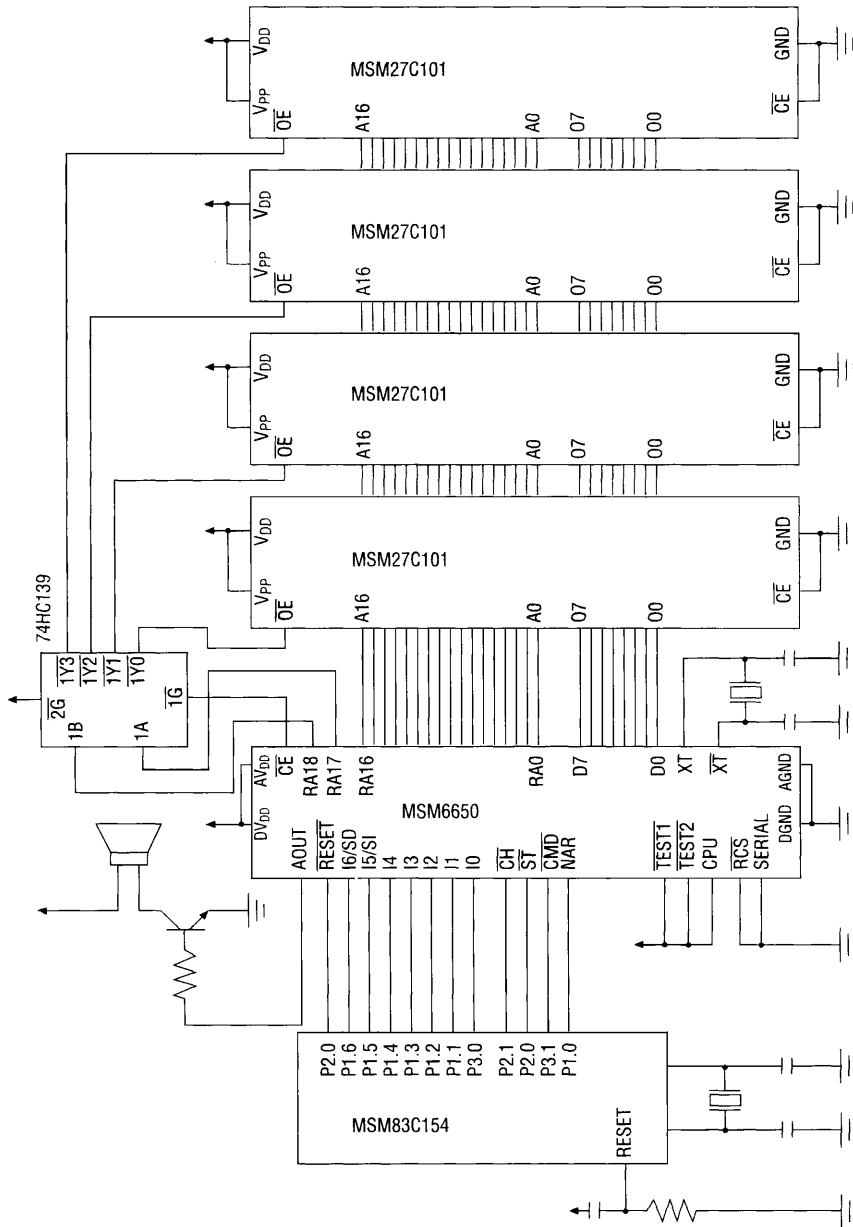 74HC139
2G
1Y3
1Y2
1Y1
1Y0
1B
1A
1G
VPP
VDD
OE
MSM27C101
A16
A0
O7
O0
CE
GND
VPP
VDD
OE
MSM27C101
A16
A0
O7
O0
CE
GND
VPP
VDD
OE
MSM27C101
A16
A0
O7
O0
CE
GND
VPP
VDD
OE
MSM27C101
A16
A0
O7
O0
CE
GND
DVDD
AVDD
CE
RA18
RA17
RA16
RA0
D7
D0
XT
XT
MSM6650
AOUT
RESET
I6/SD
I5/SI
I4
I3
I2
I1
I0
CH
ST
CMD
NAR
TEST1
TEST2
CPU
RCS
SERIAL
DGND
AGND
P2.0
P1.6
P1.5
P1.4
P1.3
P1.2
P1.1
P3.0
P2.1
P2.0
P3.1
P1.0
MSM83C154
RESET